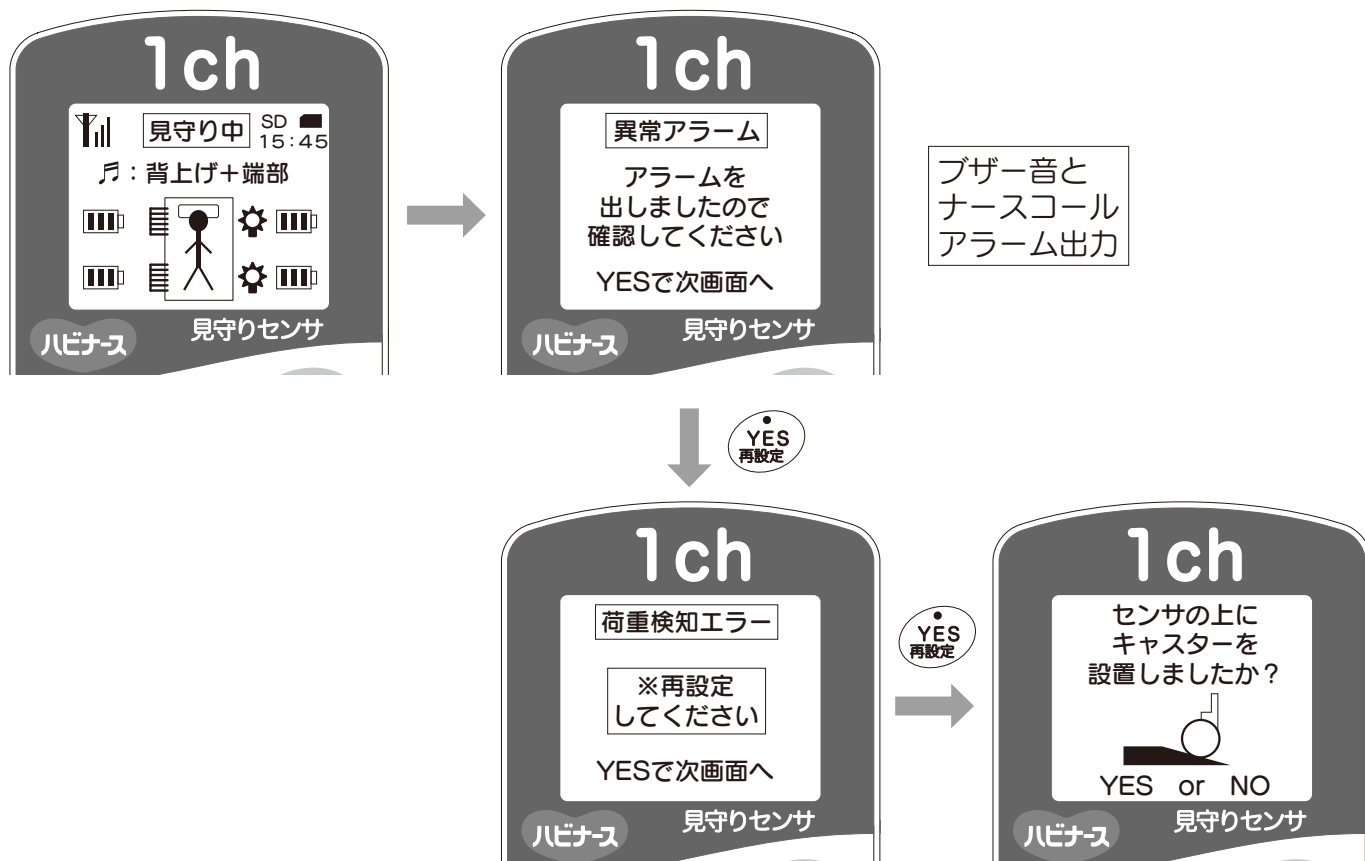 1ch
見守り中 SD
15:45
♬：背上げ＋端部
ハビナース 見守りセンサ
1ch
異常アラーム
アラームを
出しましたので
確認してください
YESで次画面へ
ハビナース 見守りセンサ
ブザー音と
ナースコール
アラーム出力
YES
再設定
1ch
荷重検知エラー
※再設定
してください
YESで次画面へ
ハビナース 見守りセンサ
YES
再設定
1ch
センサの上に
キャスターを
設置しましたか？
YES or NO
ハビナース 見守りセンサ